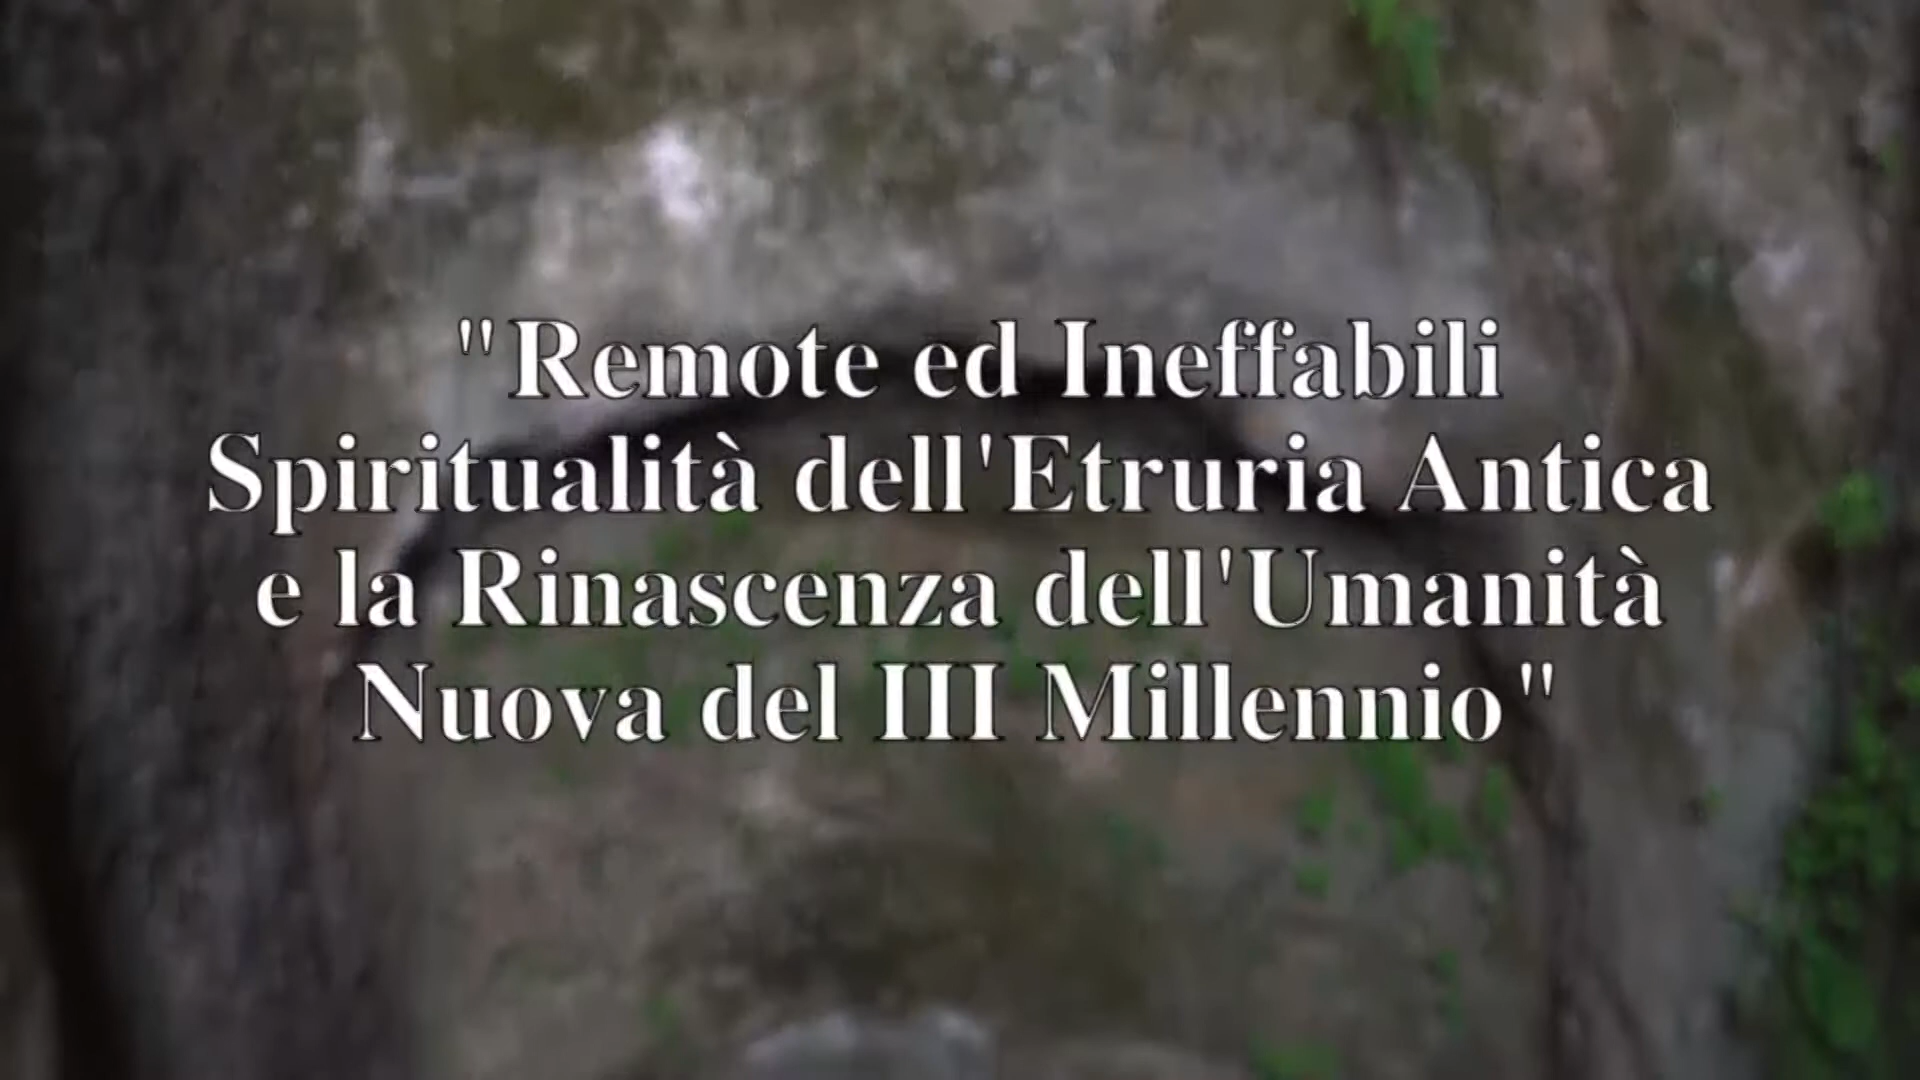 "Remote ed Ineffabili
Spiritualità dell'Etruria Antica
e la Rinascenza dell'Umanità
Nuova del III Millennio"